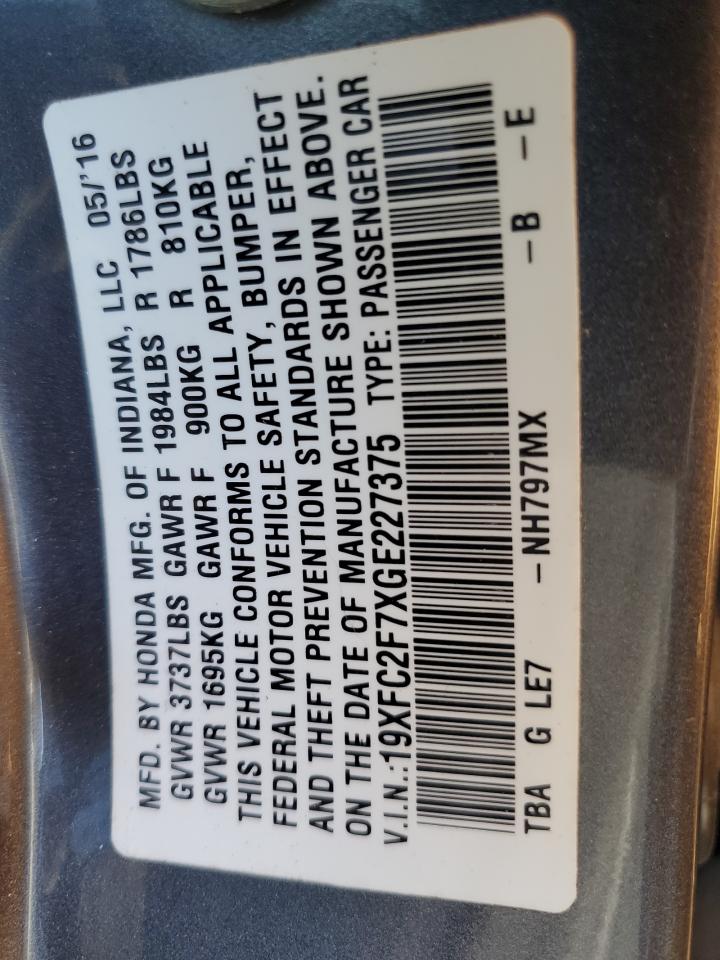 MFD. BY HONDA MFG. OF INDIANA, LLC 05/'16
GVWR 3737LBS GAWR F 1984LBS R 1786LBS
GVWR 1695KG GAWR F 900KG R 810KG
THIS VEHICLE CONFORMS TO ALL APPLICABLE
FEDERAL MOTOR VEHICLE SAFETY, BUMPER,
AND THEFT PREVENTION STANDARDS IN EFFECT
ON THE DATE OF MANUFACTURE SHOWN ABOVE.
V.I.N.:19XFC2F7XGE227375 TYPE: PASSENGER CAR
TBA G LE7 -NH797MX -B -E